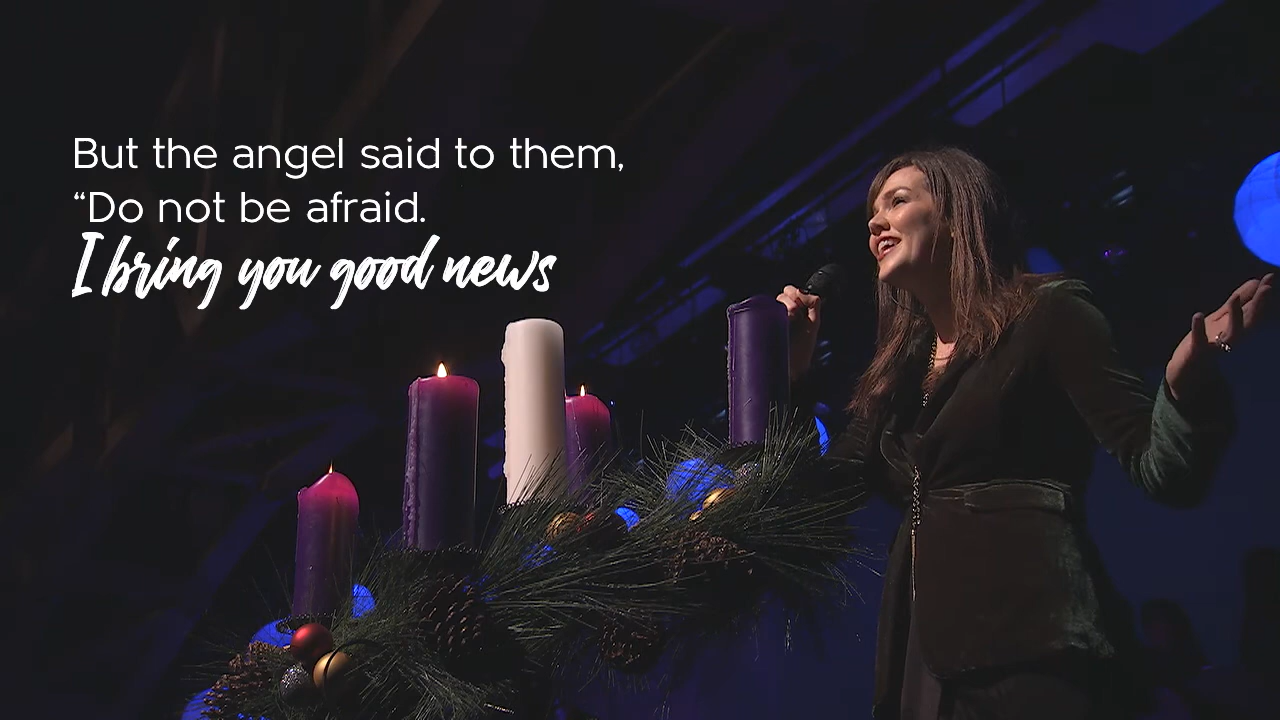 But the angel said to them,
“Do not be afraid.
I bring you good news